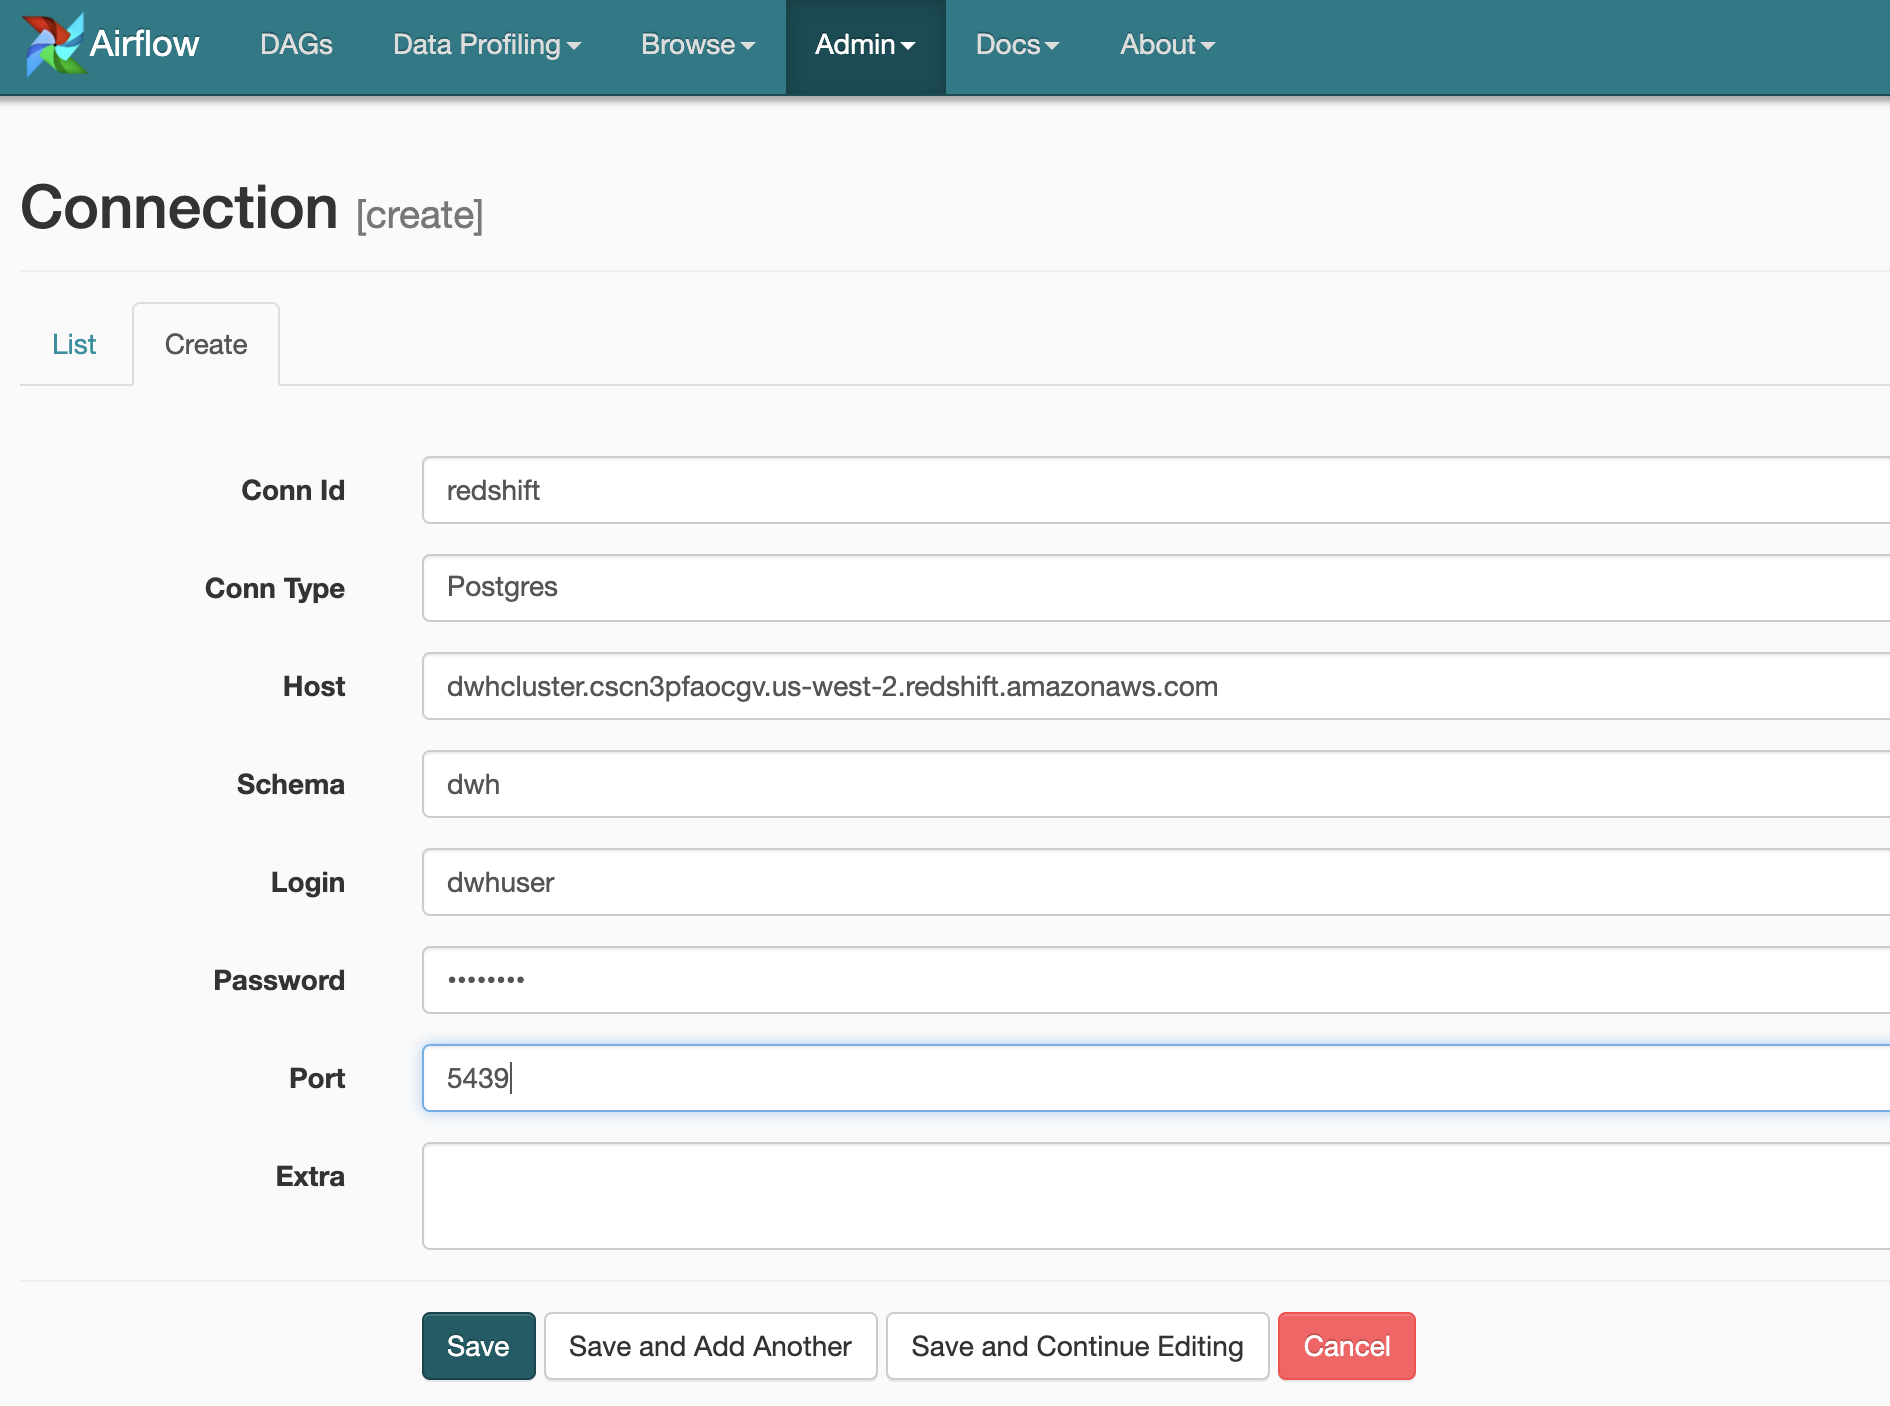 Airflow DAGs Data Profiling Browse Admin Docs About
Connection [create]
List Create
Conn Id redshift
Conn Type Postgres
Host dwhcluster.cscn3pfaocgv.us-west-2.redshift.amazonaws.com
Schema dwh
Login dwhuser
Password ••••••••
Port 5439
Extra
Save Save and Add Another Save and Continue Editing Cancel